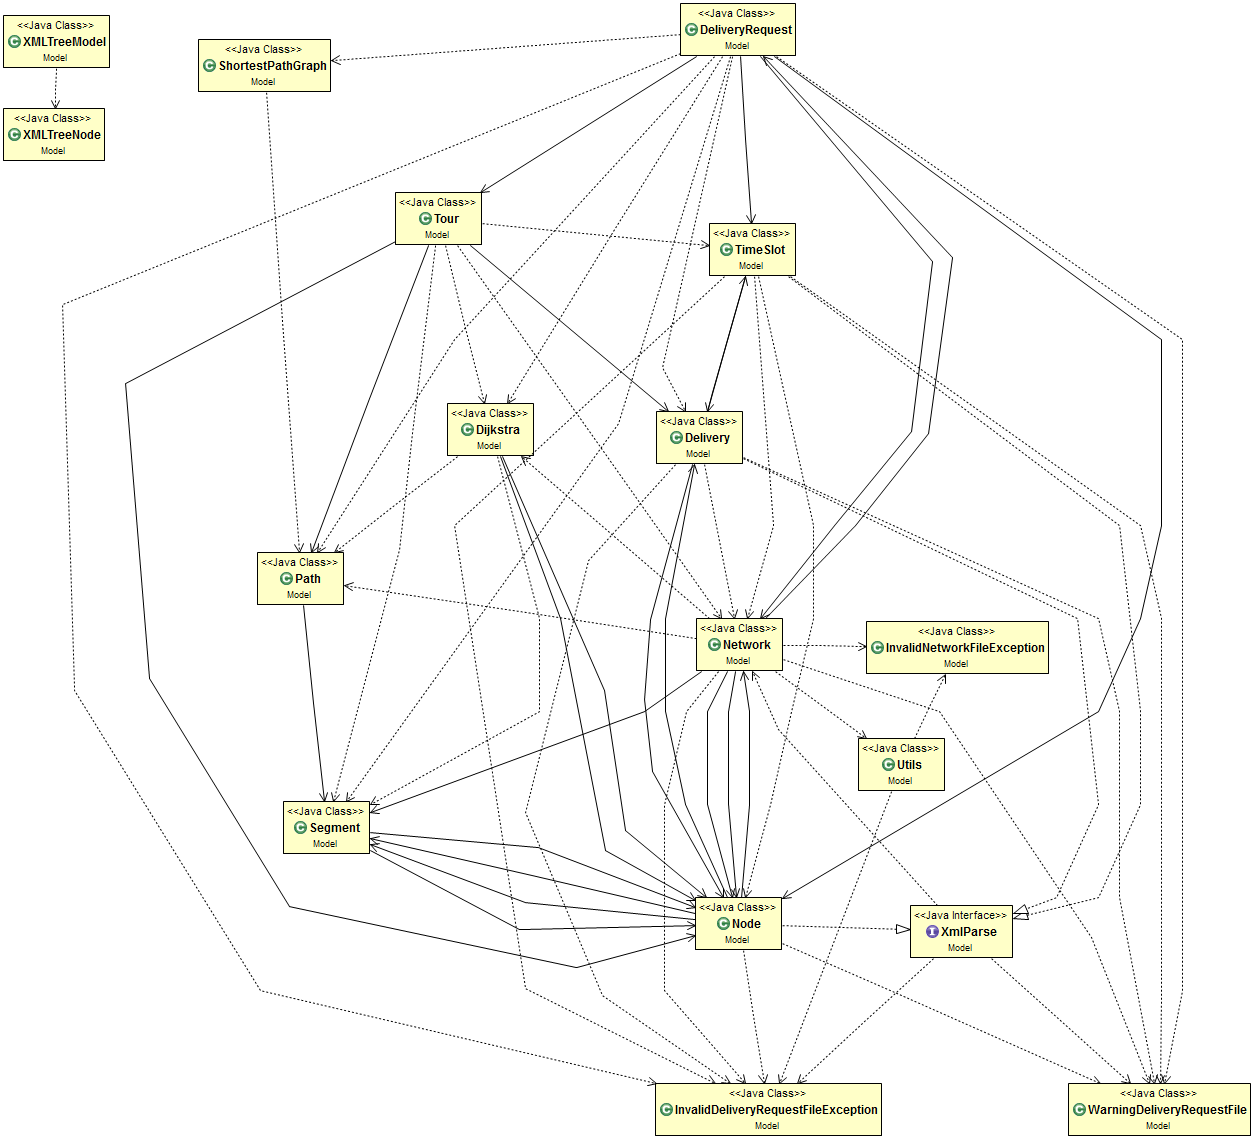 <<Java Class>>
DeliveryRequest
Model
<<Java Class>>
XMLTreeModel
Model
<<Java Class>>
ShortestPathGraph
Model
<<Java Class>>
XMLTreeNode
Model
<<Java Class>>
Tour
Model
<<Java Class>>
TimeSlot
Model
<<Java Class>>
Dijkstra
Model
<<Java Class>>
Delivery
Model
<<Java Class>>
Path
Model
<<Java Class>>
Network
Model
<<Java Class>>
InvalidNetworkFileException
Model
<<Java Class>>
Utils
Model
<<Java Class>>
Segment
Model
<<Java Class>>
Node
Model
<<Java Interface>>
XmlParse
Model
<<Java Class>>
InvalidDeliveryRequestFileException
Model
<<Java Class>>
WarningDeliveryRequestFile
Model